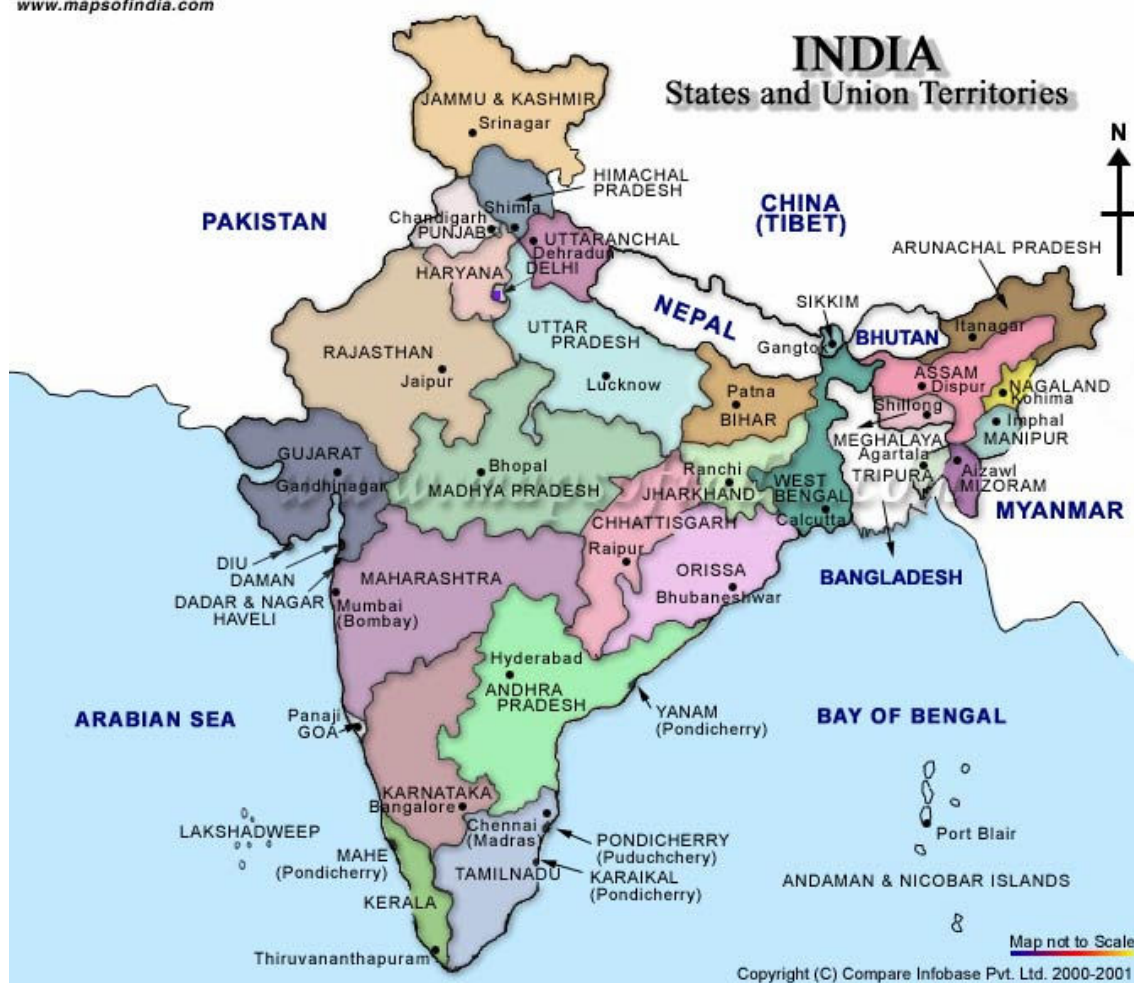 www.mapsofindia.com
INDIA
States and Union Territories
N
JAMMU & KASHMIR
Srinagar
HIMACHAL
PRADESH
PAKISTAN
CHINA
(TIBET)
Chandigarh
PUNJAB
Shimla
UTTARANCHAL
Dehradun
DELHI
HARYANA
ARUNACHAL PRADESH
SIKKIM
Gangtok
NEPAL
BHUTAN
Itanagar
RAJASTHAN
Jaipur
UTTAR
PRADESH
Lucknow
Patna
BIHAR
ASSAM
Dispur
NAGALAND
Kohima
Shillong
MEGHALAYA
Imphal
MANIPUR
Agartala
TRIPURA
Aizawl
MIZORAM
MYANMAR
GUJARAT
Gandhinagar
Bhopal
MADHYA PRADESH
Ranchi
JHARKHAND
WEST
BENGAL
Calcutta
www.mapsofindia.com
CHHATTISGARH
Raipur
ORISSA
Bhubaneshwar
BANGLADESH
DIU
DAMAN
DADAR & NAGAR
HAVELI
MAHARASHTRA
Mumbai
(Bombay)
Hyderabad
ANDHRA
PRADESH
YANAM
(Pondicherry)
ARABIAN SEA
BAY OF BENGAL
Panaji
GOA
KARNATAKA
Bangalore
LAKSHADWEEP
MAHE
(Pondicherry)
Chennai
(Madras)
PONDICHERRY
(Puduchchery)
KARAIKAL
(Pondicherry)
TAMILNADU
KERALA
Thiruvananthapuram
Port Blair
ANDAMAN & NICOBAR ISLANDS
Map not to Scale
Copyright (C) Compare Infobase Pvt. Ltd. 2000-2001